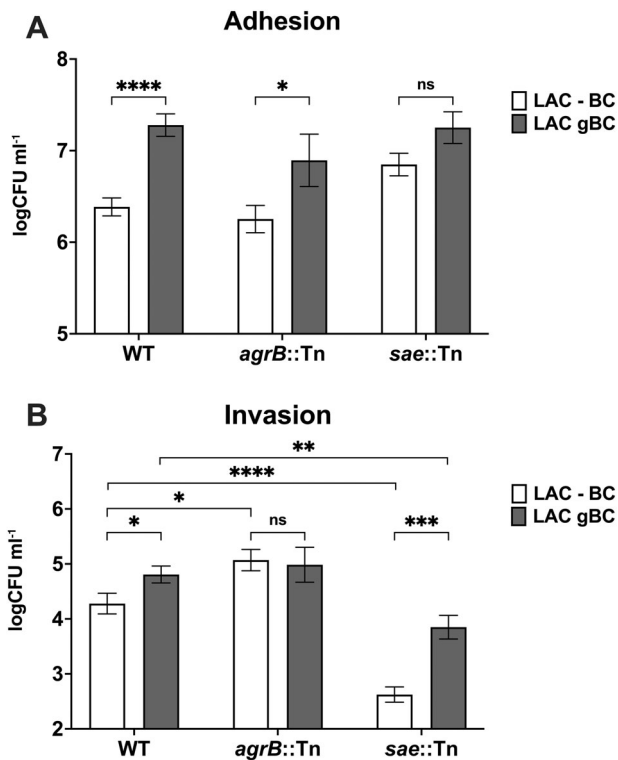 A
Adhesion
8
7
6
5
logCFU ml-1
****
*
ns
LAC - BC
LAC gBC
WT
agrB::Tn
sae::Tn
B
Invasion
7
6
5
4
3
2
logCFU ml-1
**
****
*
*
ns
***
LAC - BC
LAC gBC
WT
agrB::Tn
sae::Tn